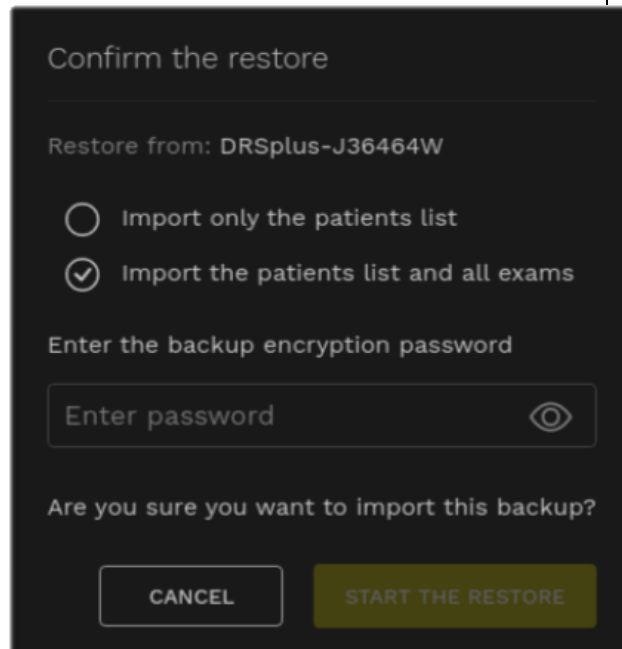 Confirm the restore
Restore from: DRSplus-J36464W
Import only the patients list
Import the patients list and all exams
Enter the backup encryption password
Enter password
Are you sure you want to import this backup?
CANCEL
START THE RESTORE